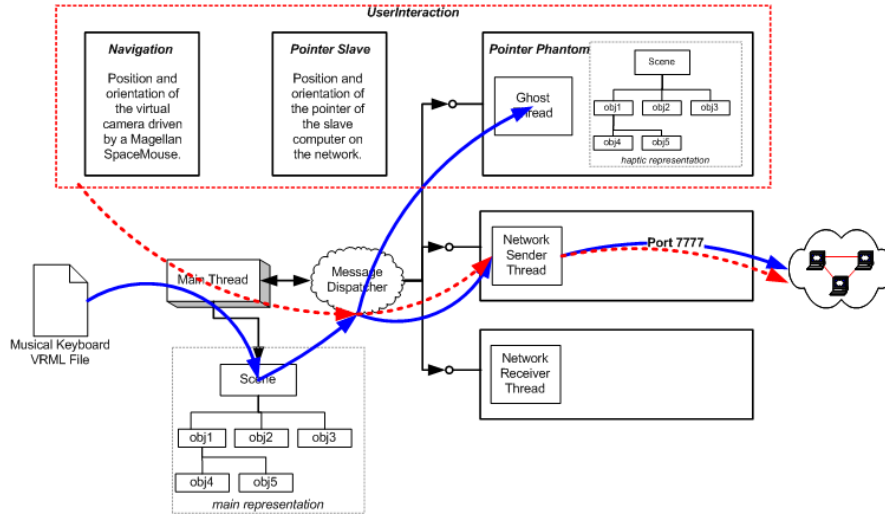 UserInteraction
Navigation
Position and
orientation of
the virtual
camera driven
by a Magellan
SpaceMouse.
Pointer Slave
Position and
orientation of
the pointer of
the slave
computer on
the network.
Pointer Phantom
Ghost
Thread
Scene
obj1
obj2
obj3
obj4
obj5
haptic representation
Musical Keyboard
VRML File
Main Thread
Message
Dispatcher
Network
Sender
Thread
Port 7777
Network
Receiver
Thread
Scene
obj1
obj2
obj3
obj4
obj5
main representation